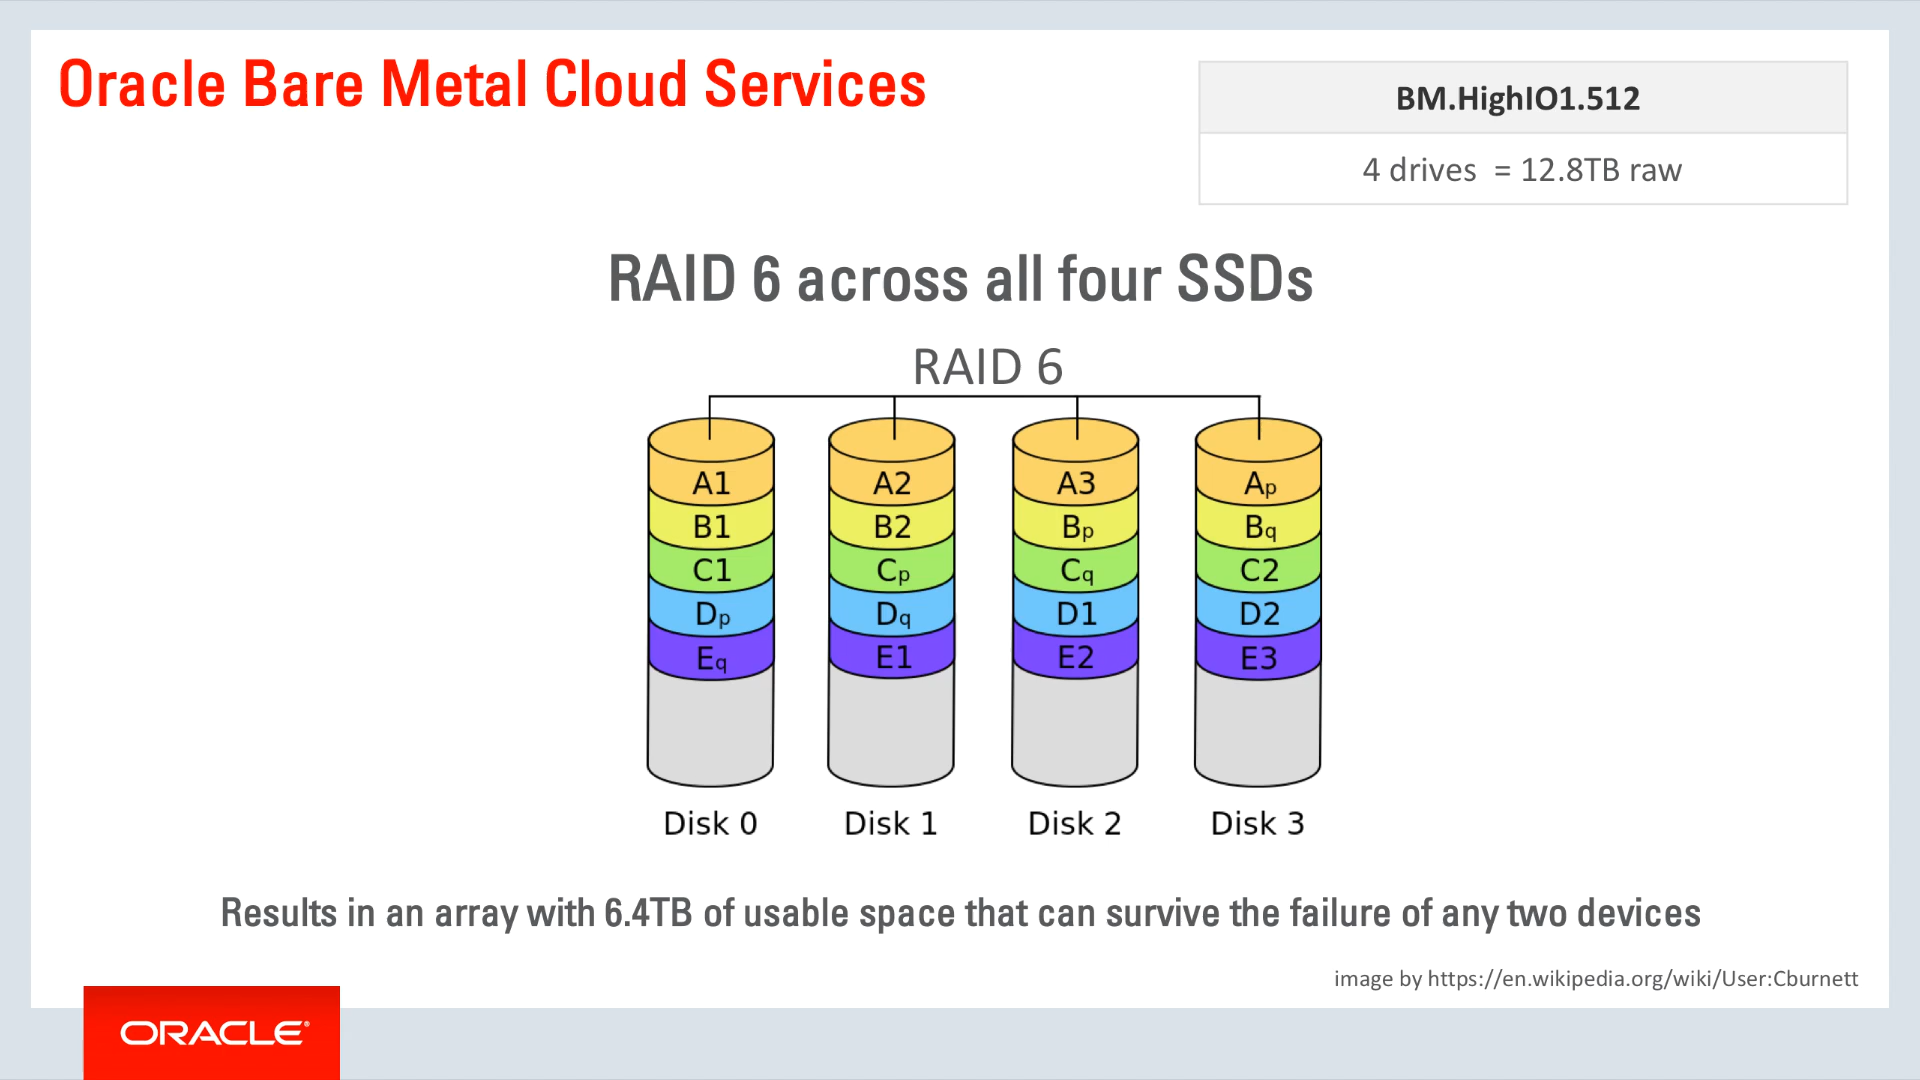 Oracle Bare Metal Cloud Services
BM.HighIO1.512
4 drives = 12.8TB raw
RAID 6 across all four SSDs
RAID 6
A1 A2 A3 Ap
B1 B2 Bp Bq
C1 Cp Cq C2
Dp Dq D1 D2
Eq E1 E2 E3
Disk 0 Disk 1 Disk 2 Disk 3
Results in an array with 6.4TB of usable space that can survive the failure of any two devices
image by https://en.wikipedia.org/wiki/User:Cburnett
ORACLE®